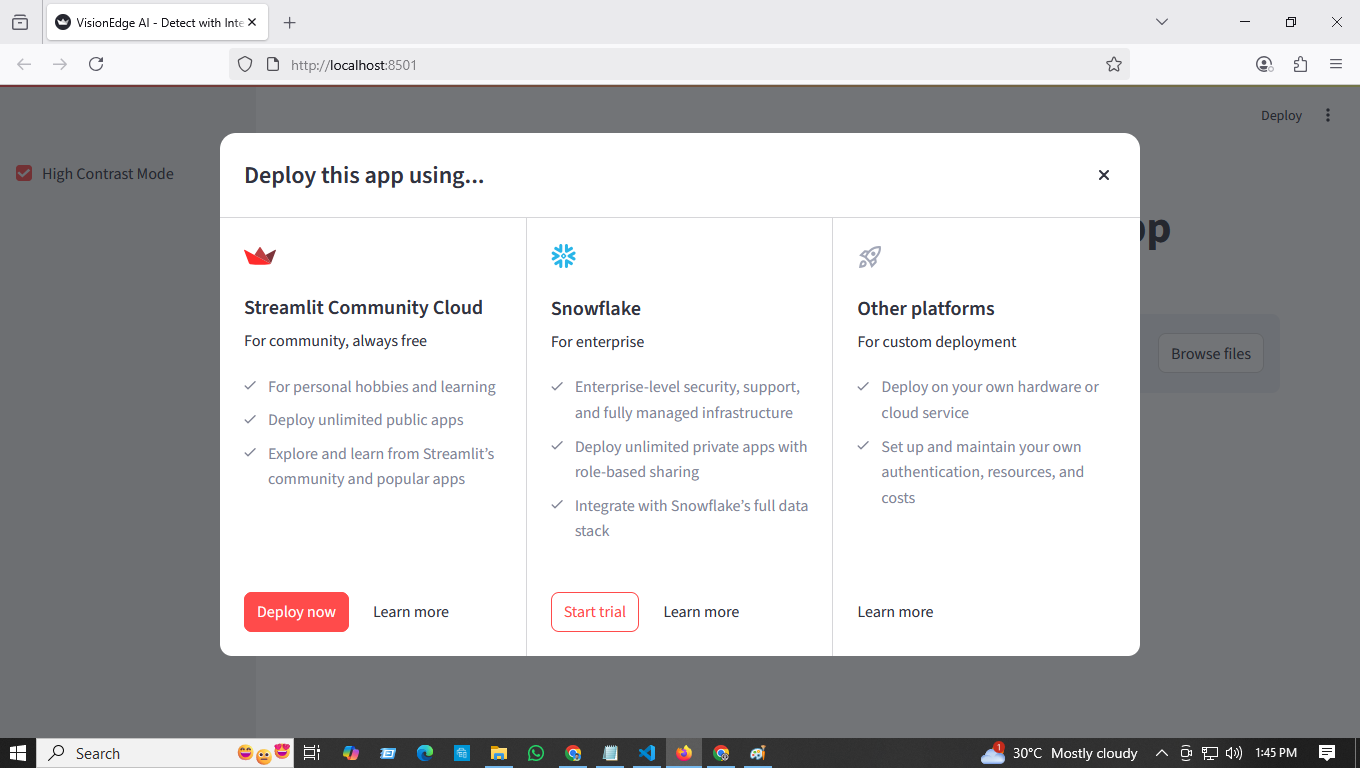 VisionEdge AI - Detect with Inte
http://localhost:8501
Deploy
High Contrast Mode
Deploy this app using...
op
Browse files
Streamlit Community Cloud
For community, always free
For personal hobbies and learning
Deploy unlimited public apps
Explore and learn from Streamlit’s
community and popular apps
Deploy now
Learn more
Snowflake
For enterprise
Enterprise-level security, support,
and fully managed infrastructure
Deploy unlimited private apps with
role-based sharing
Integrate with Snowflake’s full data
stack
Start trial
Learn more
Other platforms
For custom deployment
Deploy on your own hardware or
cloud service
Set up and maintain your own
authentication, resources, and
costs
Learn more
Search
1
30°C Mostly cloudy
1:45 PM